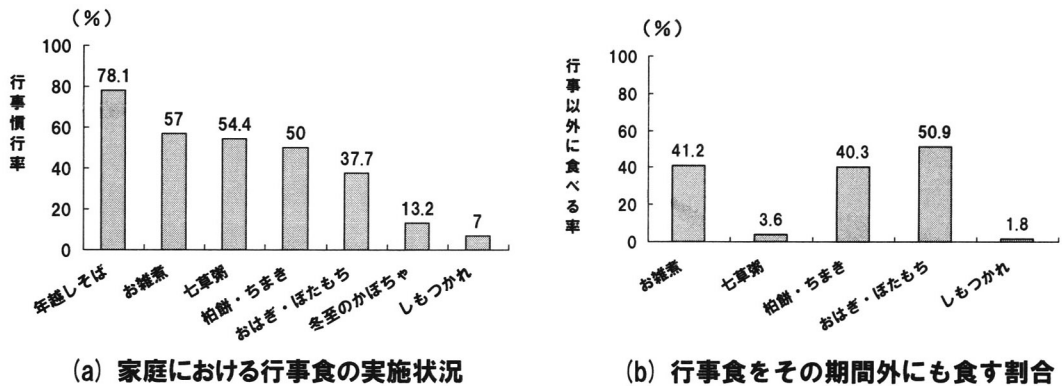 (%)
行事慣行率
100
80
60
40
20
0
78.1
57
54.4
50
37.7
13.2
7
年越しそば
お雑煮
七草粥
柏餅・ちまき
おはぎ・ぼたもち
冬至のかぼちゃ
しもつかれ
(a) 家庭における行事食の実施状況
(%)
行事以外に食べる率
100
80
60
40
20
0
41.2
3.6
40.3
50.9
1.8
お雑煮
七草粥
柏餅・ちまき
おはぎ・ぼたもち
しもつかれ
(b) 行事食をその期間外にも食す割合